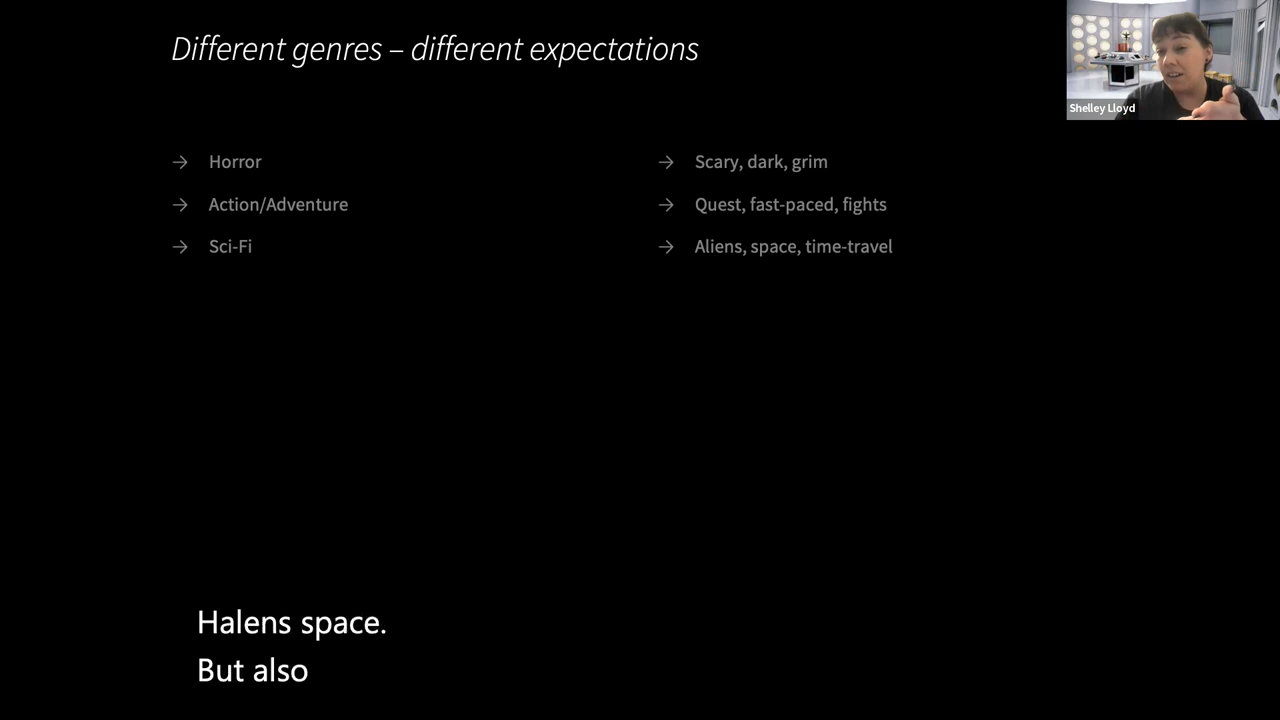 Different genres – different expectations
Shelley Lloyd
→ Horror
→ Action/Adventure
→ Sci-Fi
→ Scary, dark, grim
→ Quest, fast-paced, fights
→ Aliens, space, time-travel
Halens space.
But also